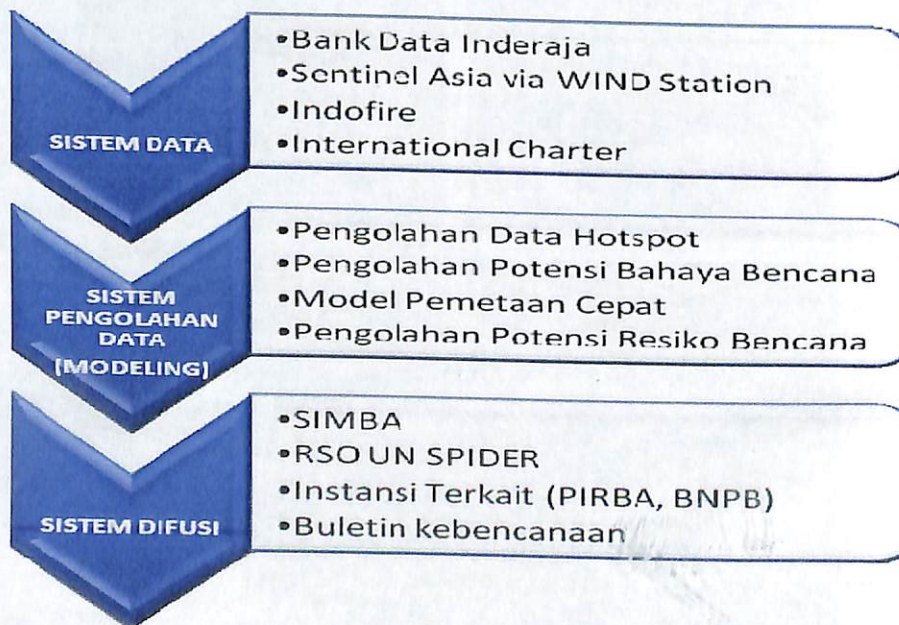 SISTEM DATA
•Bank Data Inderaja
•Sentinel Asia via WIND Station
•Indofire
•International Charter
SISTEM
PENGOLAHAN
DATA
(MODELING)
•Pengolahan Data Hotspot
•Pengolahan Potensi Bahaya Bencana
•Model Pemetaan Cepat
•Pengolahan Potensi Resiko Bencana
SISTEM DIFUSI
•SIMBA
•RSO UN SPIDER
•Instansi Terkait (PIRBA, BNPB)
•Buletin kebencanaan